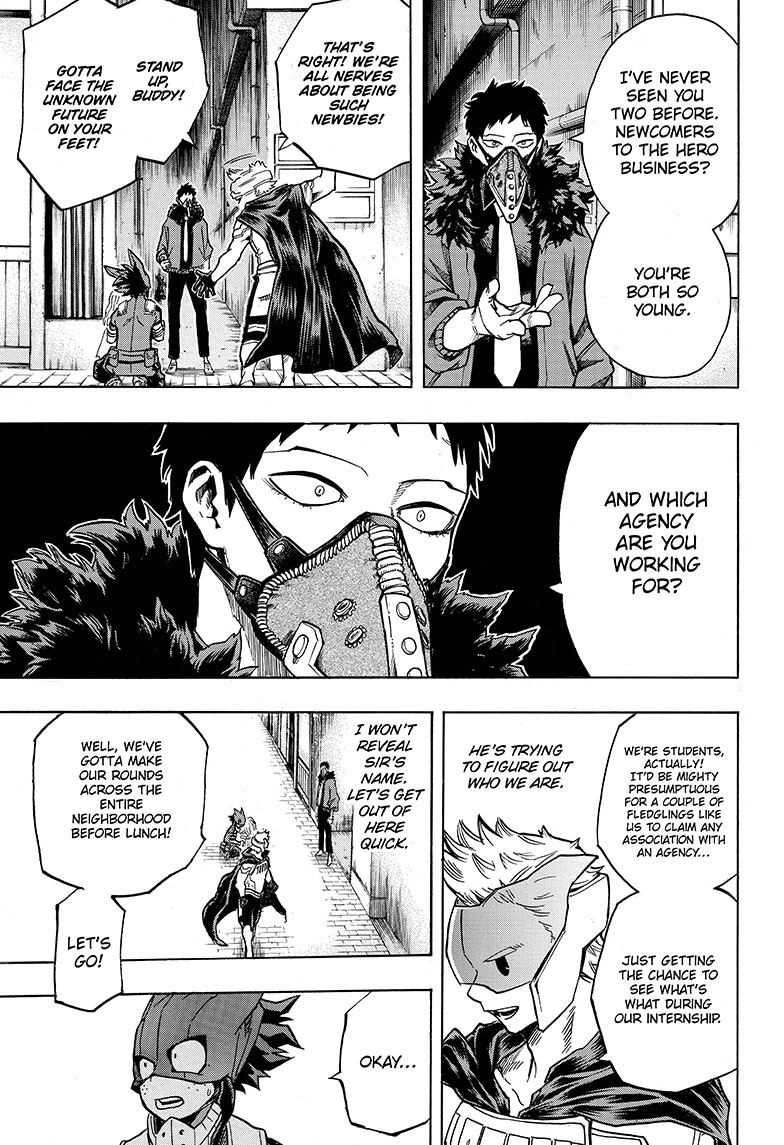 I'VE NEVER
SEEN YOU
TWO BEFORE.
NEWCOMERS
TO THE HERO
BUSINESS?
YOU'RE
BOTH SO
YOUNG.
THAT'S
RIGHT! WE'RE
ALL NERVES
ABOUT BEING
SUCH
NEWBIES!
STAND
UP,
BUDDY!
GOTTA
FACE THE
UNKNOWN
FUTURE
ON YOUR
FEET!
AND WHICH
AGENCY
ARE YOU
WORKING
FOR?
WE'RE STUDENTS,
ACTUALLY!
IT'D BE MIGHTY
PRESUMPTUOUS
FOR A COUPLE OF
FLEDGLINGS LIKE
US TO CLAIM ANY
ASSOCIATION WITH
AN AGENCY...
HE'S TRYING
TO FIGURE OUT
WHO WE ARE.
JUST GETTING
THE CHANCE TO
SEE WHAT'S
WHAT DURING
OUR INTERNSHIP.
I WON'T
REVEAL
SIR'S
NAME.
LET'S GET
OUT OF
HERE
QUICK.
WELL, WE'VE
GOTTA MAKE
OUR ROUNDS
ACROSS THE
ENTIRE
NEIGHBORHOOD
BEFORE LUNCH!
LET'S
GO!
OKAY...